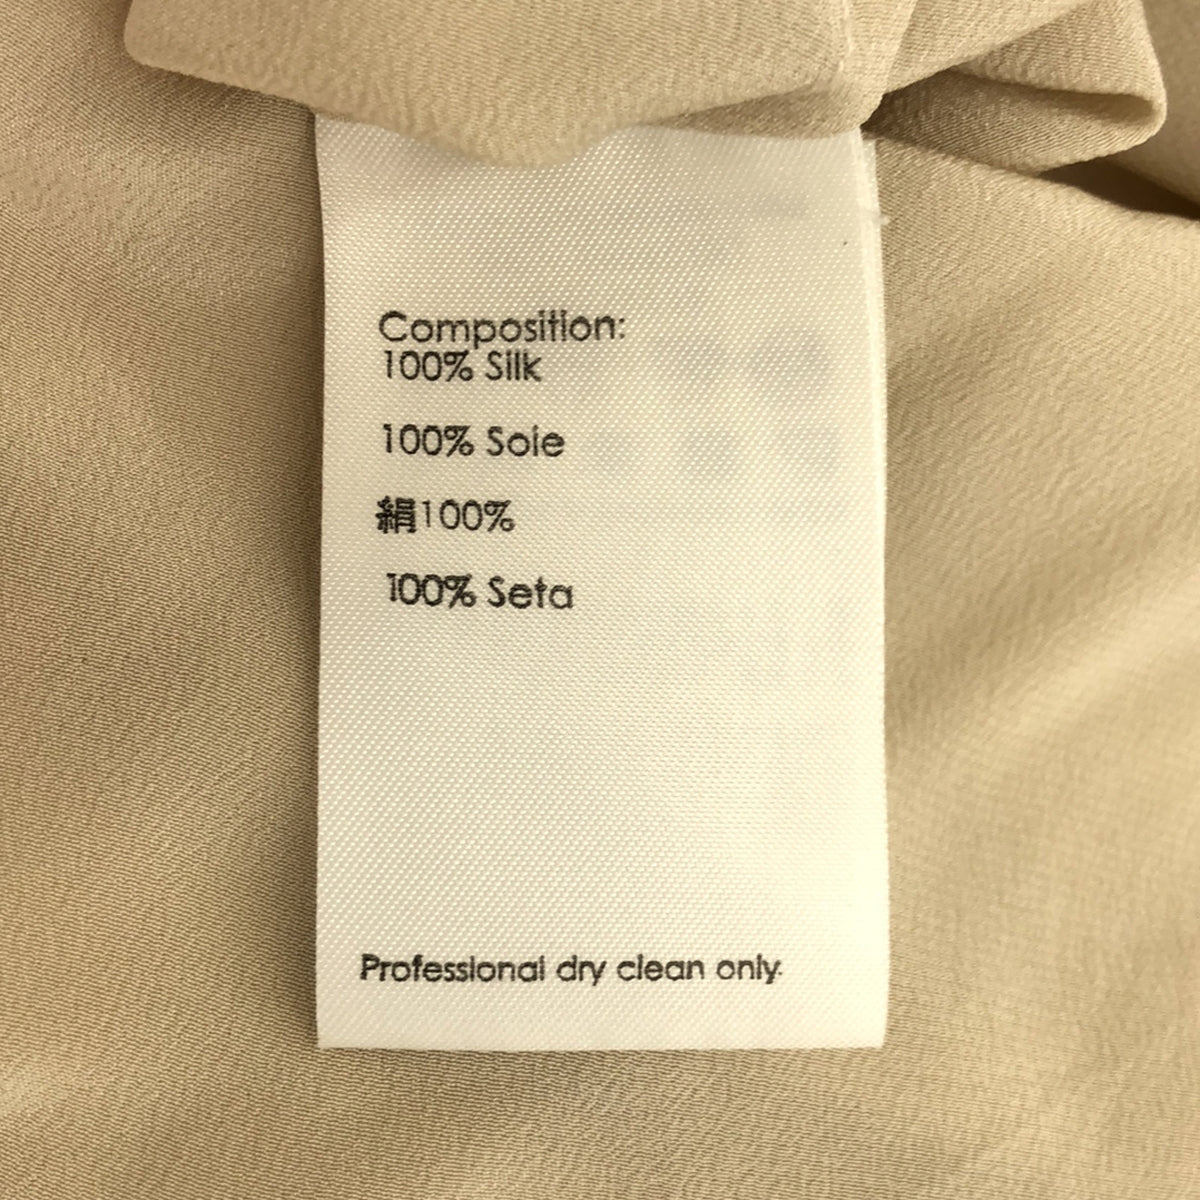 Composition:
100% Silk
100% Soie
絹100%
100% Seta
Professional dry clean only.